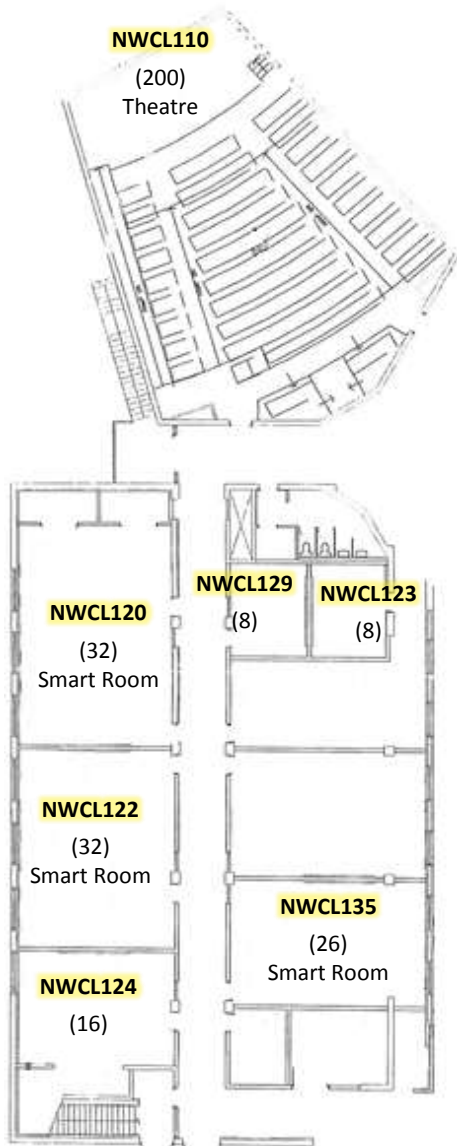 NWCL110
(200)
Theatre
NWCL129
(8)
NWCL123
(8)
NWCL120
(32)
Smart Room
NWCL122
(32)
Smart Room
NWCL135
(26)
Smart Room
NWCL124
(16)